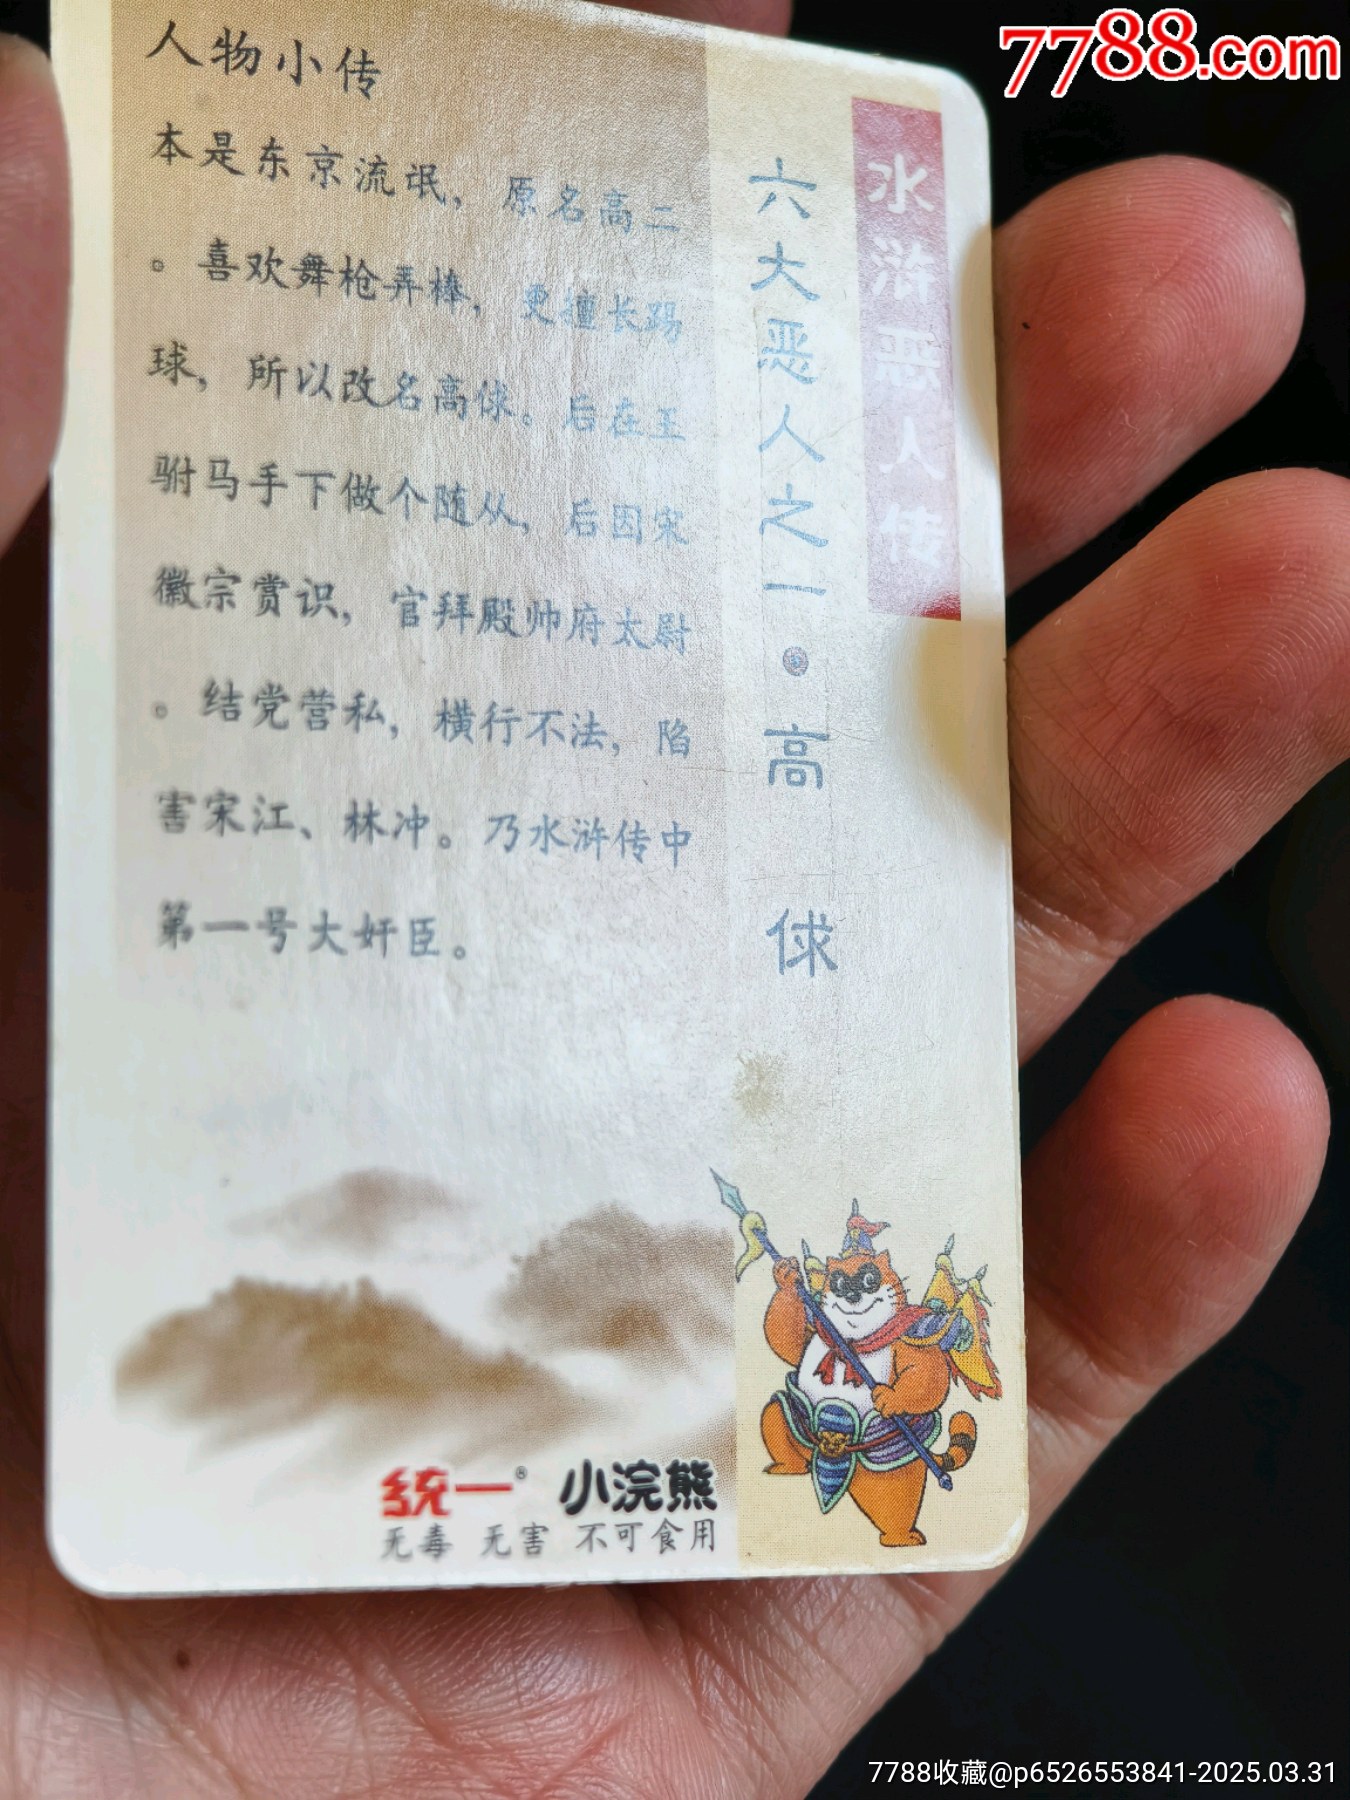 7788.com
水浒恶人传
六大恶人之一·高俅
人物小传
本是东京流氓，原名高二
。喜欢舞枪弄棒，更擅长踢
球，所以改名高俅。后在王
驸马手下做个随从，后因宋
徽宗赏识，官拜殿帅府太尉
。结党营私，横行不法，陷
害宋江、林冲。乃水浒传中
第一号大奸臣。
统一® 小浣熊
无毒 无害 不可食用
7788收藏@p6526553841-2025.03.31